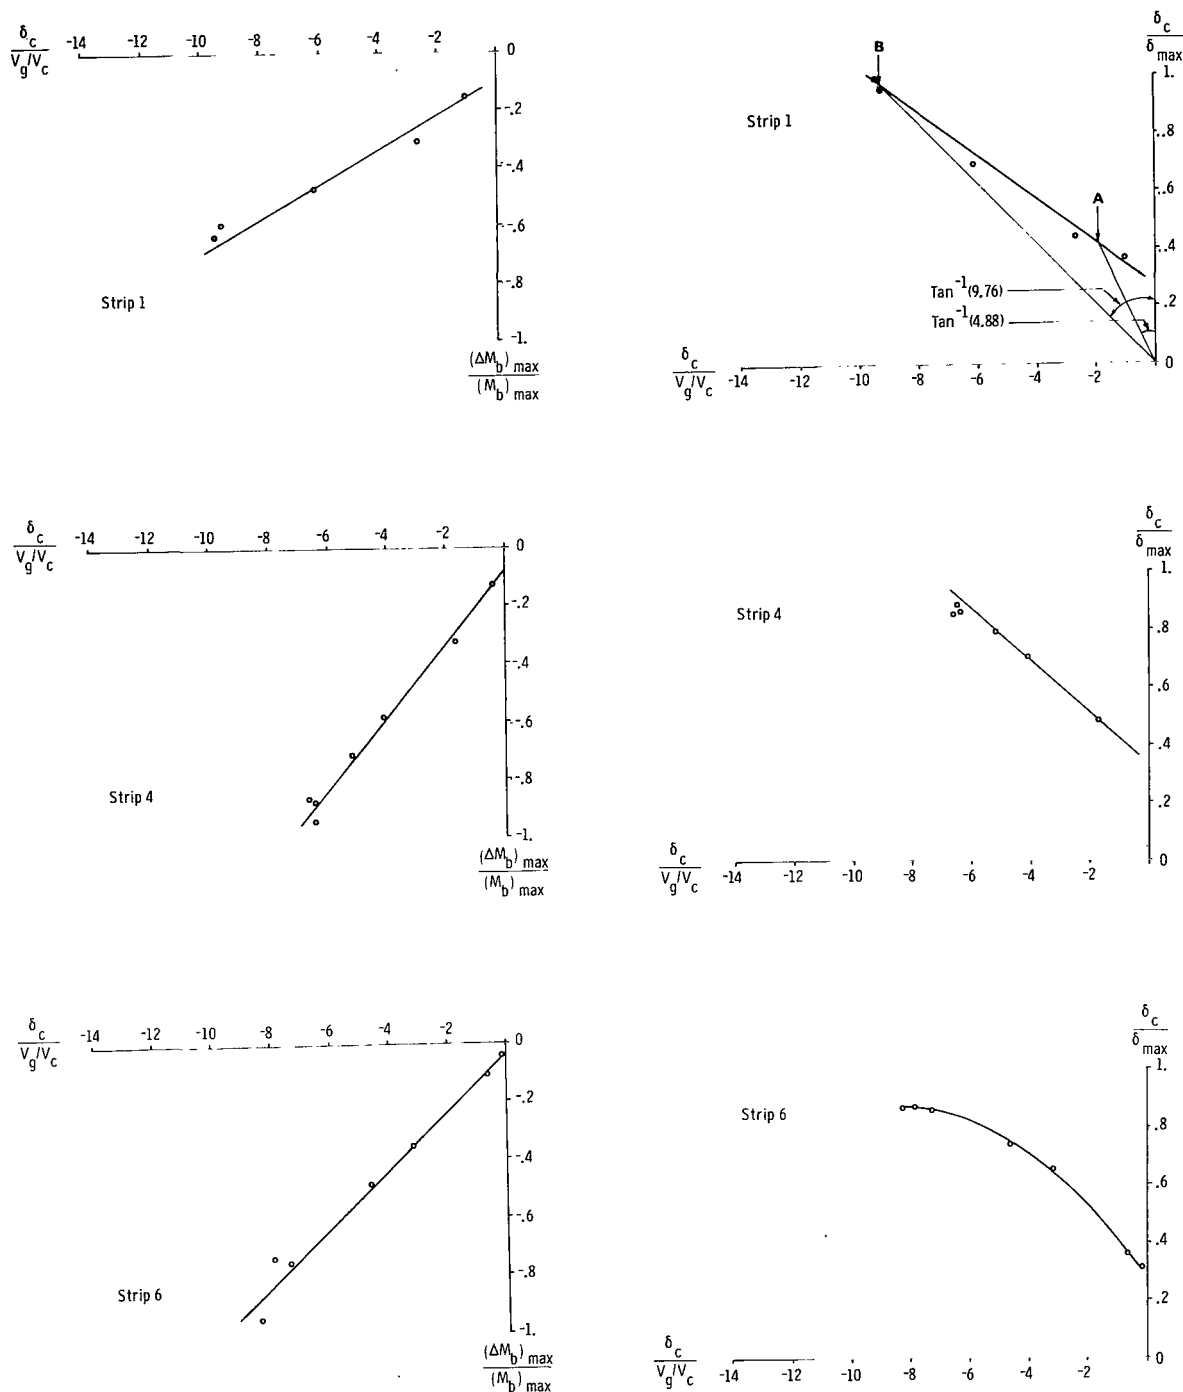 δc
Vg/Vc
-14 -12 -10 -8 -6 -4 -2 0
-.2
-.4
-.6
-.8
-1.
(ΔMb)max
(Mb)max
Strip 1
δc
δmax
1.
.8
.6
.4
.2
0
B
A
Strip 1
Tan-1(9.76)
Tan-1(4.88)
δc
Vg/Vc
-14 -12 -10 -8 -6 -4 -2
δc
Vg/Vc
-14 -12 -10 -8 -6 -4 -2 0
-.2
-.4
-.6
-.8
-1.
(ΔMb)max
(Mb)max
Strip 4
δc
δmax
1.
.8
.6
.4
.2
0
Strip 4
δc
Vg/Vc
-14 -12 -10 -8 -6 -4 -2
δc
Vg/Vc
-14 -12 -10 -8 -6 -4 -2 0
-.2
-.4
-.6
-.8
-1.
(ΔMb)max
(Mb)max
Strip 6
δc
δmax
1.
.8
.6
.4
.2
0
Strip 6
δc
Vg/Vc
-14 -12 -10 -8 -6 -4 -2